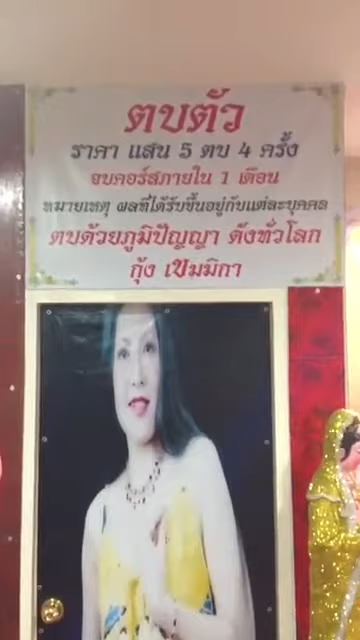 ตบตัว
ราคา แสน 5 ตบ 4 ครั้ง
จบคอร์สภายใน 1 เดือน
หมายเหตุ ผลที่ได้รับขึ้นอยู่กับแต่ละบุคคล
ตบด้วยภูมิปัญญา ดังทั่วโลก
กุ้ง เขมมิกา